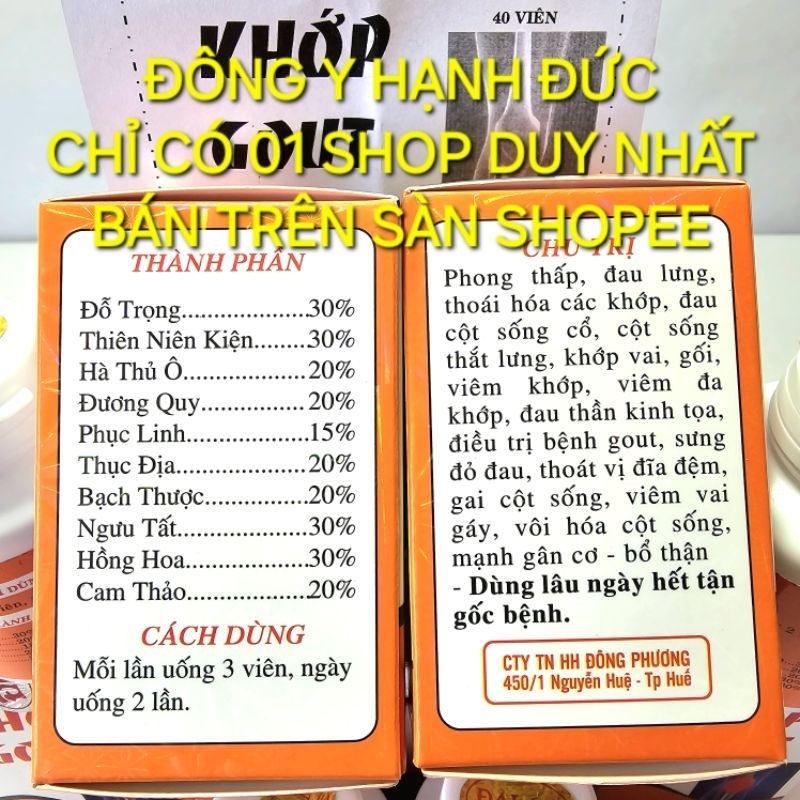 KHỚP
GOUT
40 VIÊN
ĐÔNG Y HẠNH ĐỨC
CHỈ CÓ 01 SHOP DUY NHẤT
BÁN TRÊN SÀN SHOPEE
THÀNH PHẦN
Đỗ Trọng....................30%
Thiên Niên Kiện........30%
Hà Thủ Ô...................20%
Đương Quy................20%
Phục Linh...................15%
Thục Địa....................20%
Bạch Thược................20%
Ngưu Tất....................30%
Hồng Hoa...................30%
Cam Thảo...................20%
CÁCH DÙNG
Mỗi lần uống 3 viên, ngày
uống 2 lần.
CHỦ TRỊ
Phong thấp, đau lưng,
thoái hóa các khớp, đau
cột sống cổ, cột sống
thắt lưng, khớp vai, gối,
viêm khớp, viêm đa
khớp, đau thần kinh tọa,
điều trị bệnh gout, sưng
đỏ đau, thoát vị đĩa đệm,
gai cột sống, viêm vai
gáy, vôi hóa cột sống,
mạnh gân cơ - bổ thận
- Dùng lâu ngày hết tận
gốc bệnh.
CTY TN HH ĐÔNG PHƯƠNG
450/1 Nguyễn Huệ - Tp Huế